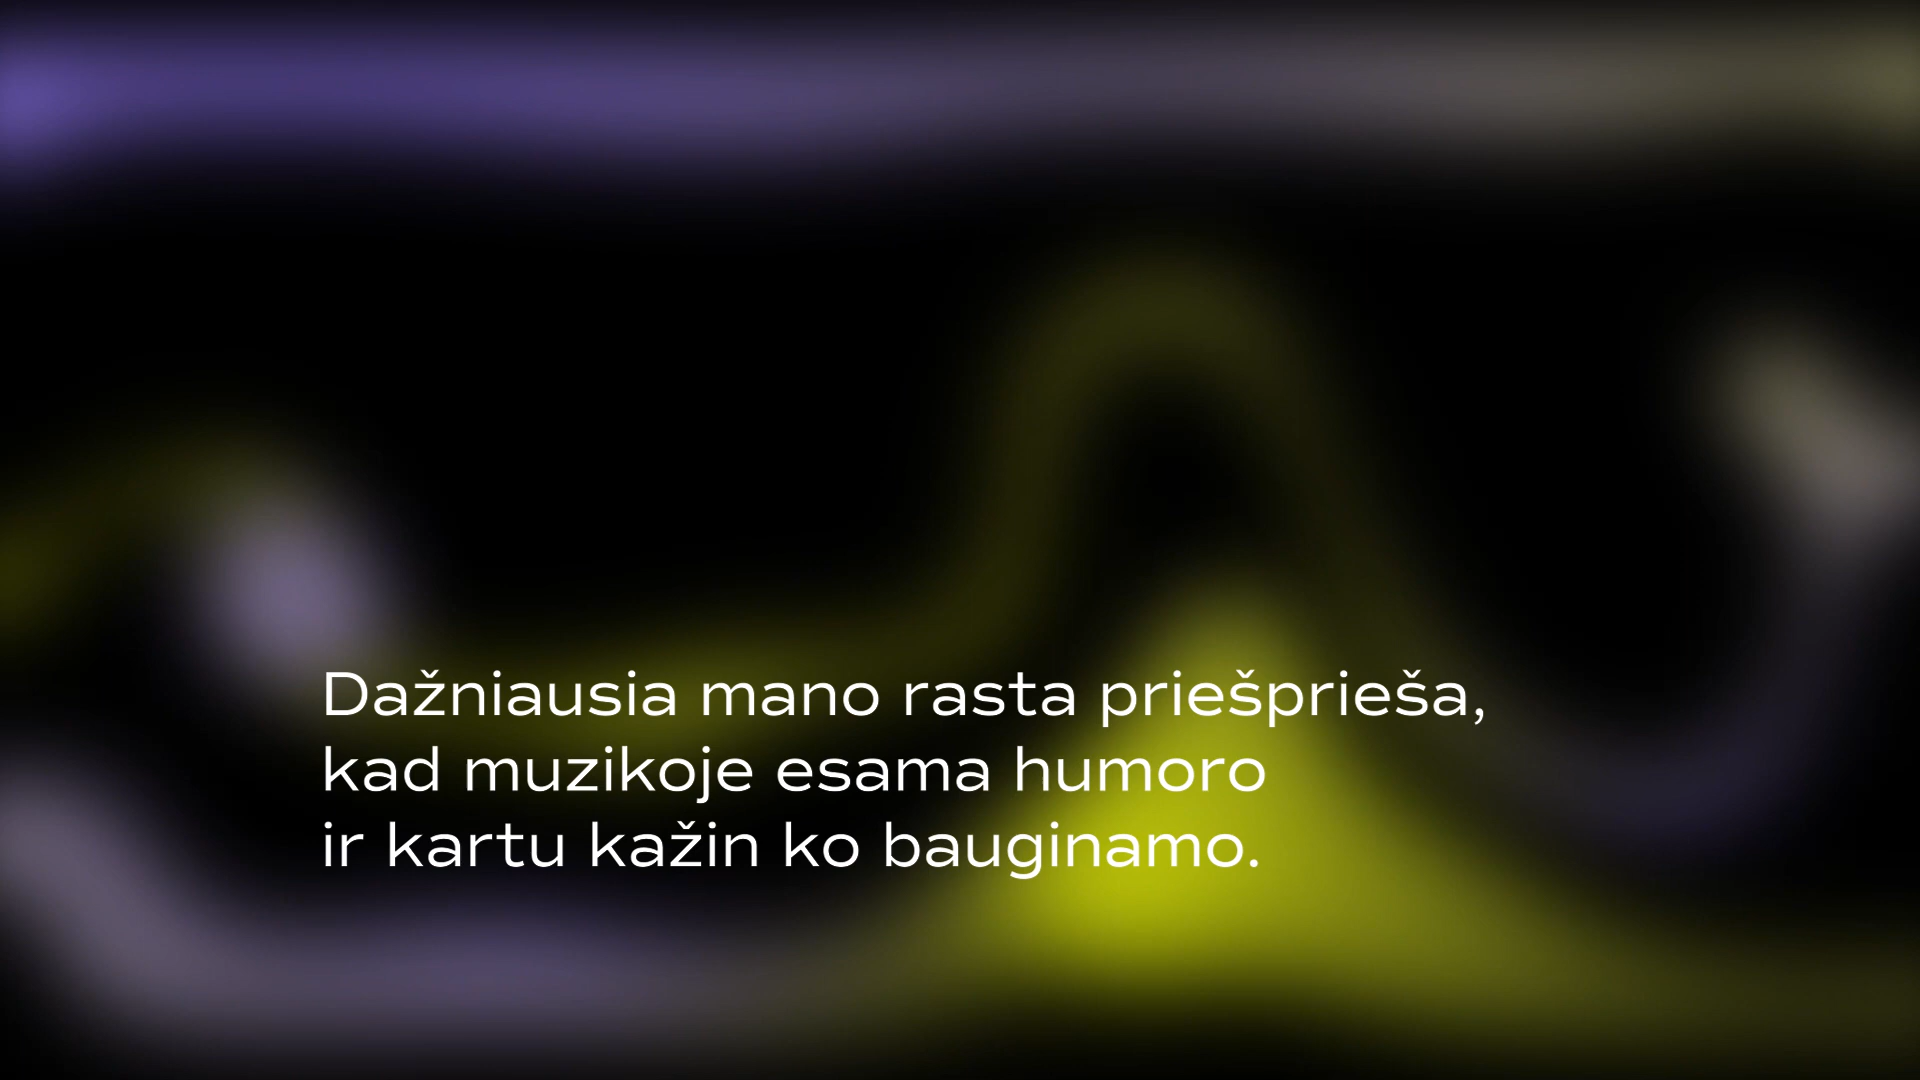 Dažniausia mano rasta priešprieša,
kad muzikoje esama humoro
ir kartu kažin ko bauginamo.